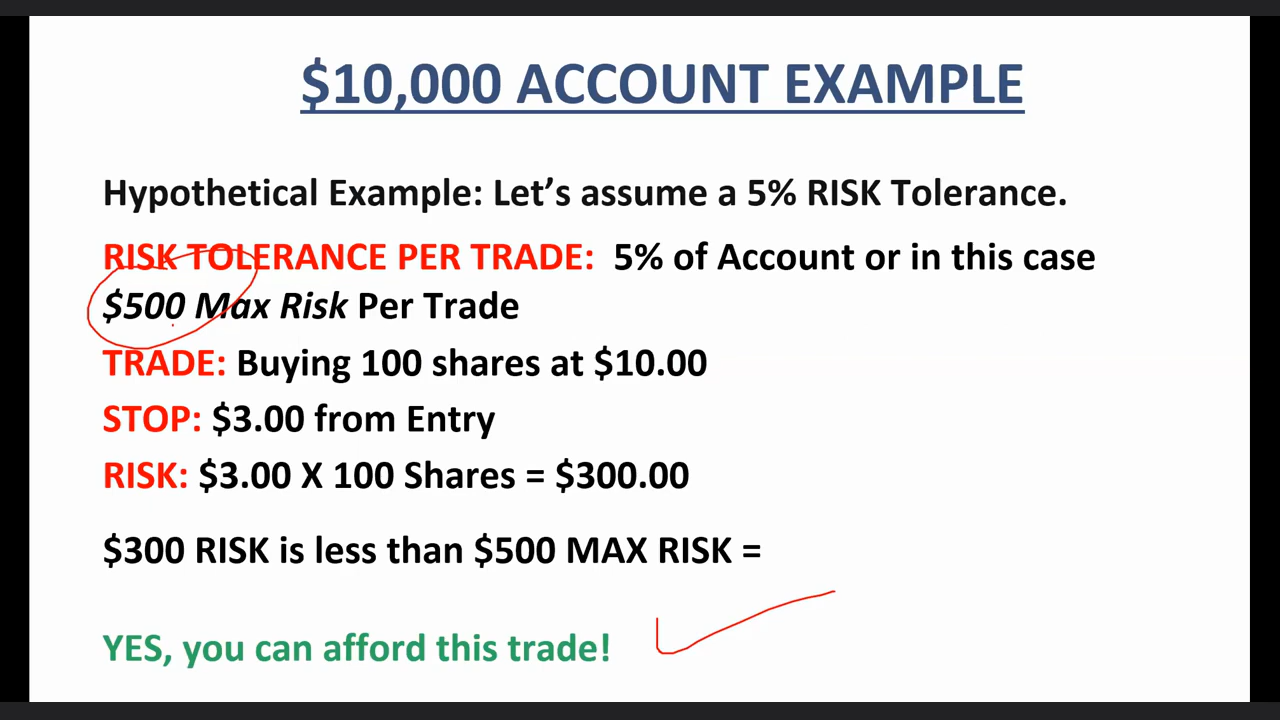 $10,000 ACCOUNT EXAMPLE
Hypothetical Example: Let’s assume a 5% RISK Tolerance.
RISK TOLERANCE PER TRADE: 5% of Account or in this case
$500 Max Risk Per Trade
TRADE: Buying 100 shares at $10.00
STOP: $3.00 from Entry
RISK: $3.00 X 100 Shares = $300.00
$300 RISK is less than $500 MAX RISK =
YES, you can afford this trade!